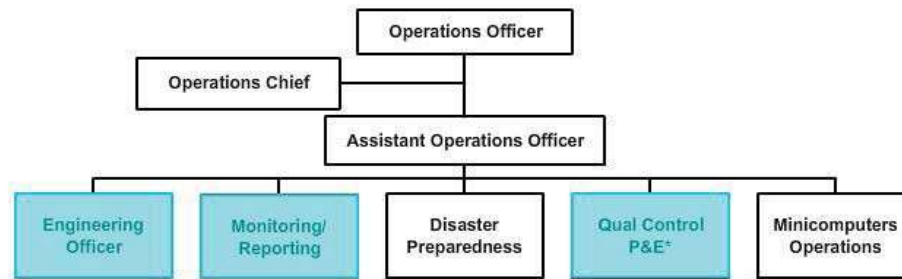 Operations Officer
Operations Chief
Assistant Operations Officer
Engineering
Officer
Monitoring/
Reporting
Disaster
Preparedness
Qual Control
P&E*
Minicomputers
Operations